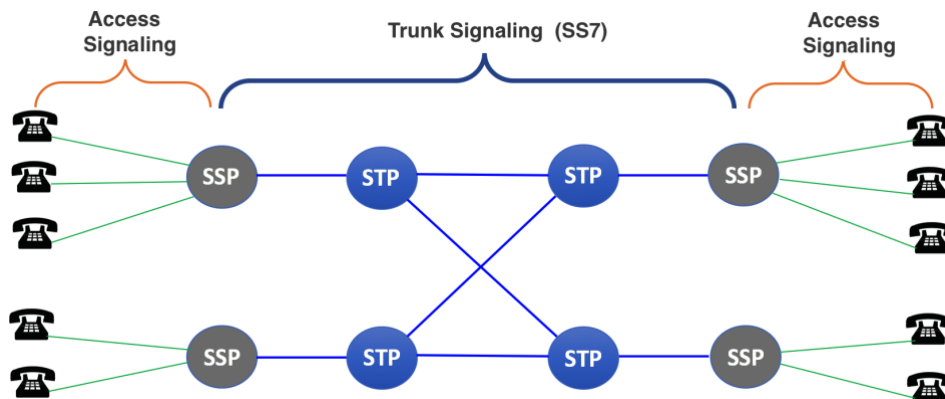 Access
Signaling
Trunk Signaling (SS7)
Access
Signaling
SSP
STP
STP
SSP
SSP
STP
STP
SSP